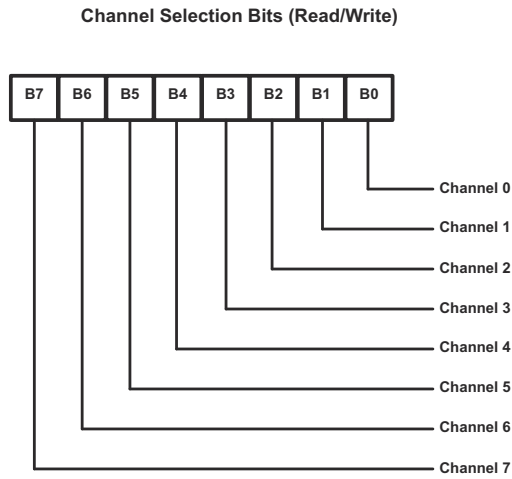 Channel Selection Bits (Read/Write)
B7 B6 B5 B4 B3 B2 B1 B0
Channel 0
Channel 1
Channel 2
Channel 3
Channel 4
Channel 5
Channel 6
Channel 7